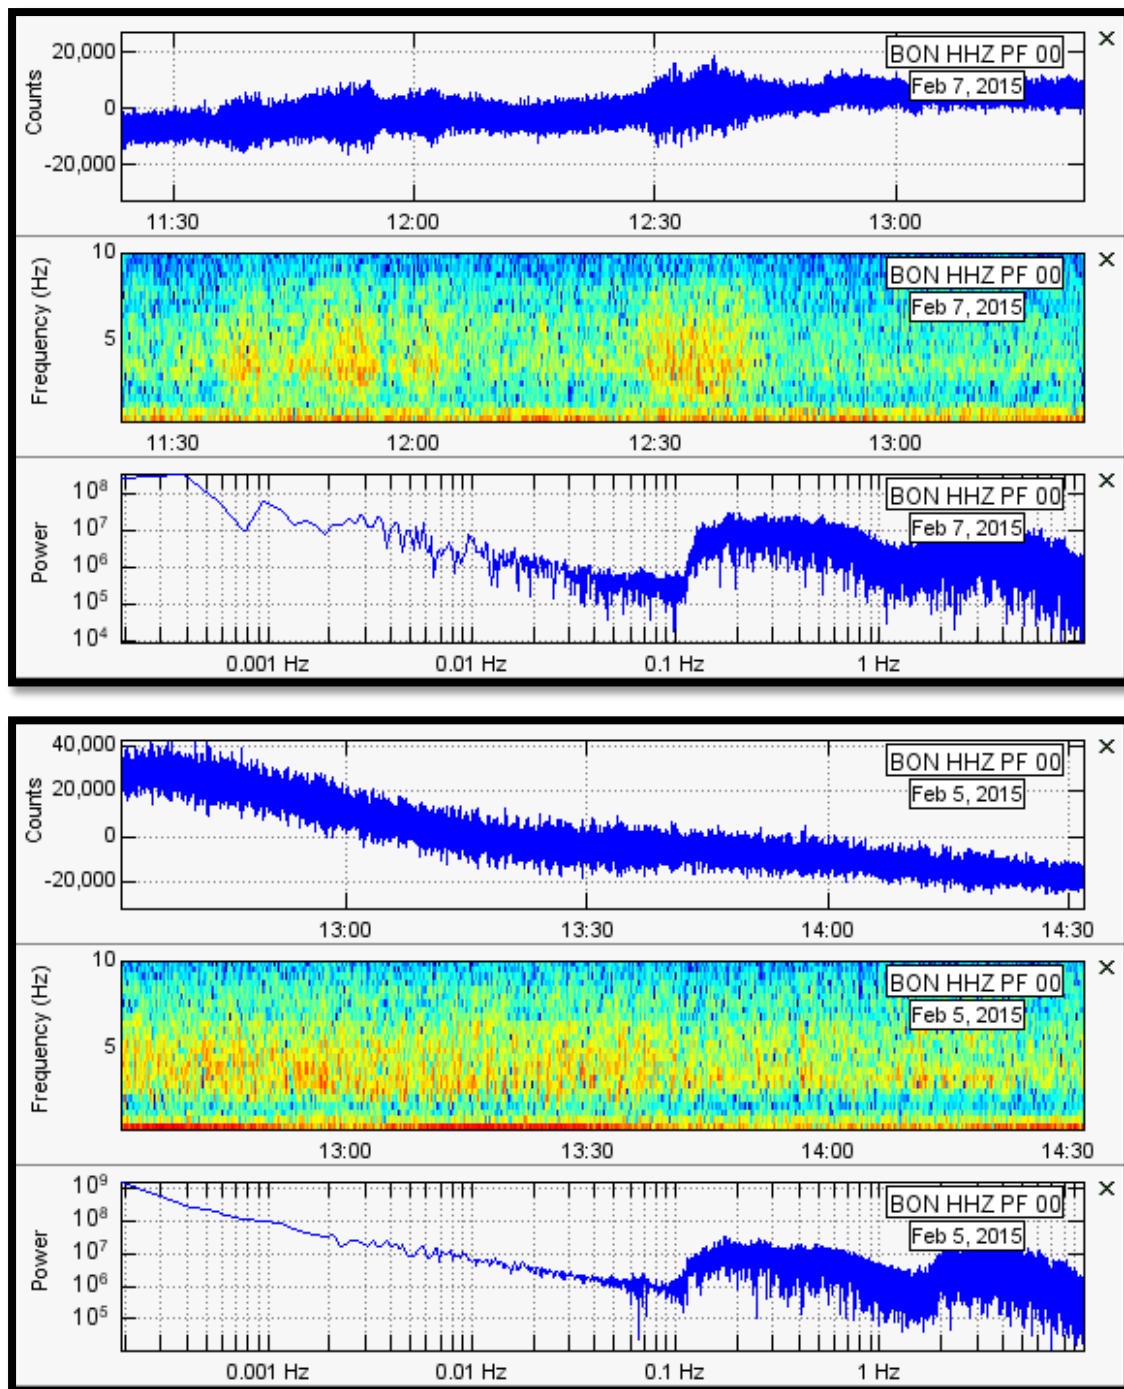 20,000
0
-20,000
Counts
BON HHZ PF 00
Feb 7, 2015
11:30 12:00 12:30 13:00
10
5
Frequency (Hz)
BON HHZ PF 00
Feb 7, 2015
11:30 12:00 12:30 13:00
10⁸
10⁷
10⁶
10⁵
10⁴
Power
BON HHZ PF 00
Feb 7, 2015
0.001 Hz 0.01 Hz 0.1 Hz 1 Hz
40,000
20,000
0
-20,000
Counts
BON HHZ PF 00
Feb 5, 2015
13:00 13:30 14:00 14:30
10
5
Frequency (Hz)
BON HHZ PF 00
Feb 5, 2015
13:00 13:30 14:00 14:30
10⁹
10⁸
10⁷
10⁶
10⁵
Power
BON HHZ PF 00
Feb 5, 2015
0.001 Hz 0.01 Hz 0.1 Hz 1 Hz